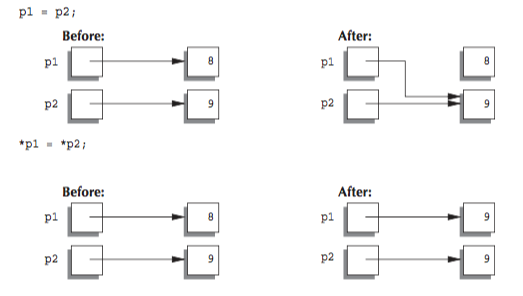 p1 = p2;
Before: After:
p1 8 p1 8
p2 9 p2 9
*p1 = *p2;
Before: After:
p1 8 p1 9
p2 9 p2 9